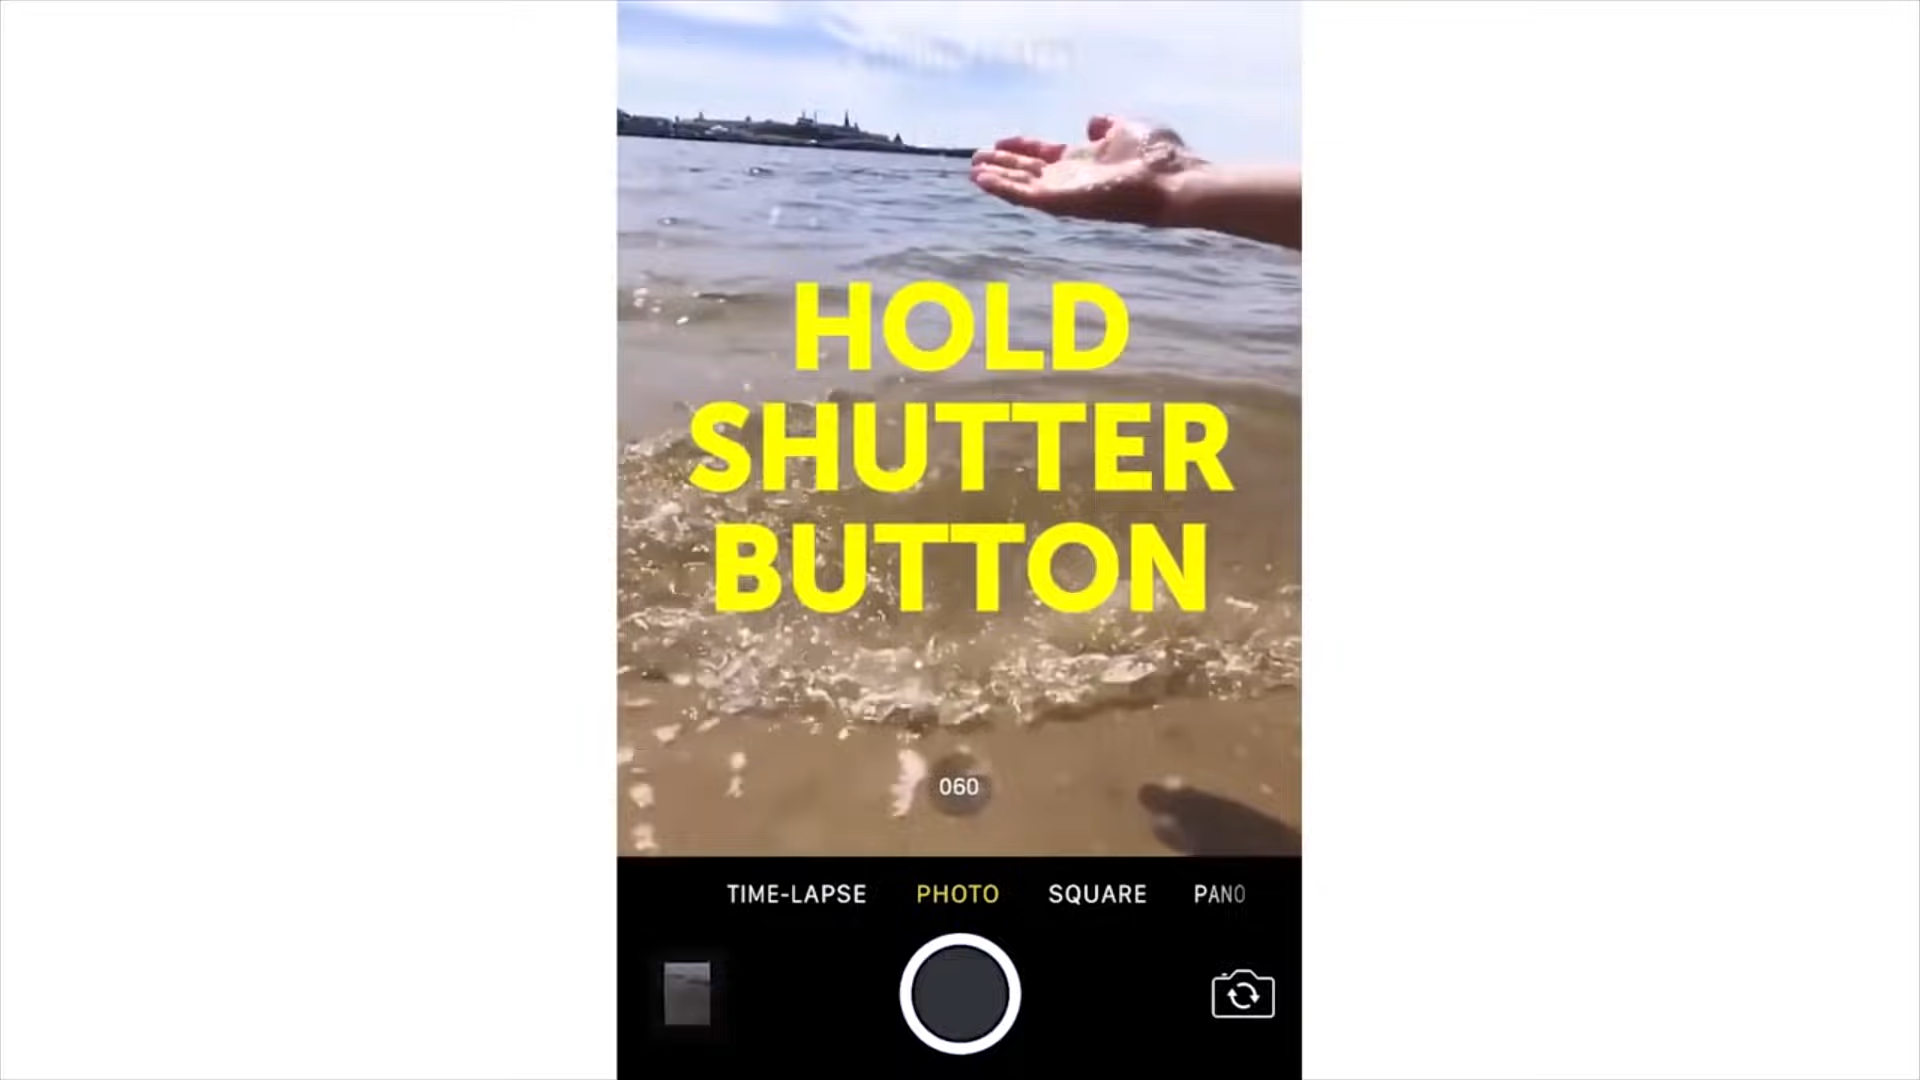 HOLD
SHUTTER
BUTTON
060
TIME-LAPSE PHOTO SQUARE PANO